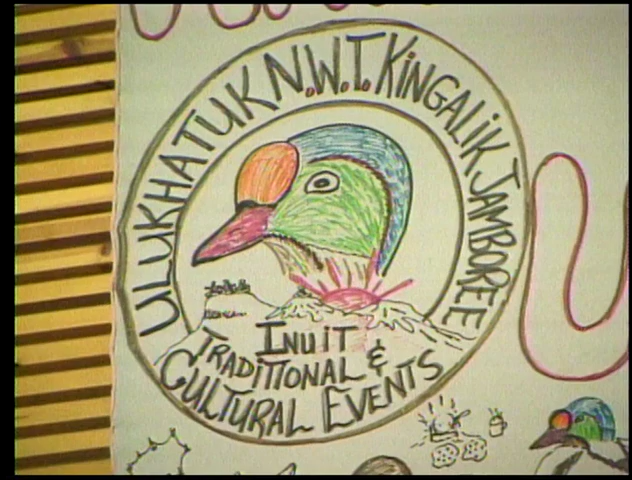 ULUKHATUK N.W.T. KiNGALiK JAMBOREE
INUIT
TRADITIONAL &
CULTURAL EVENTS